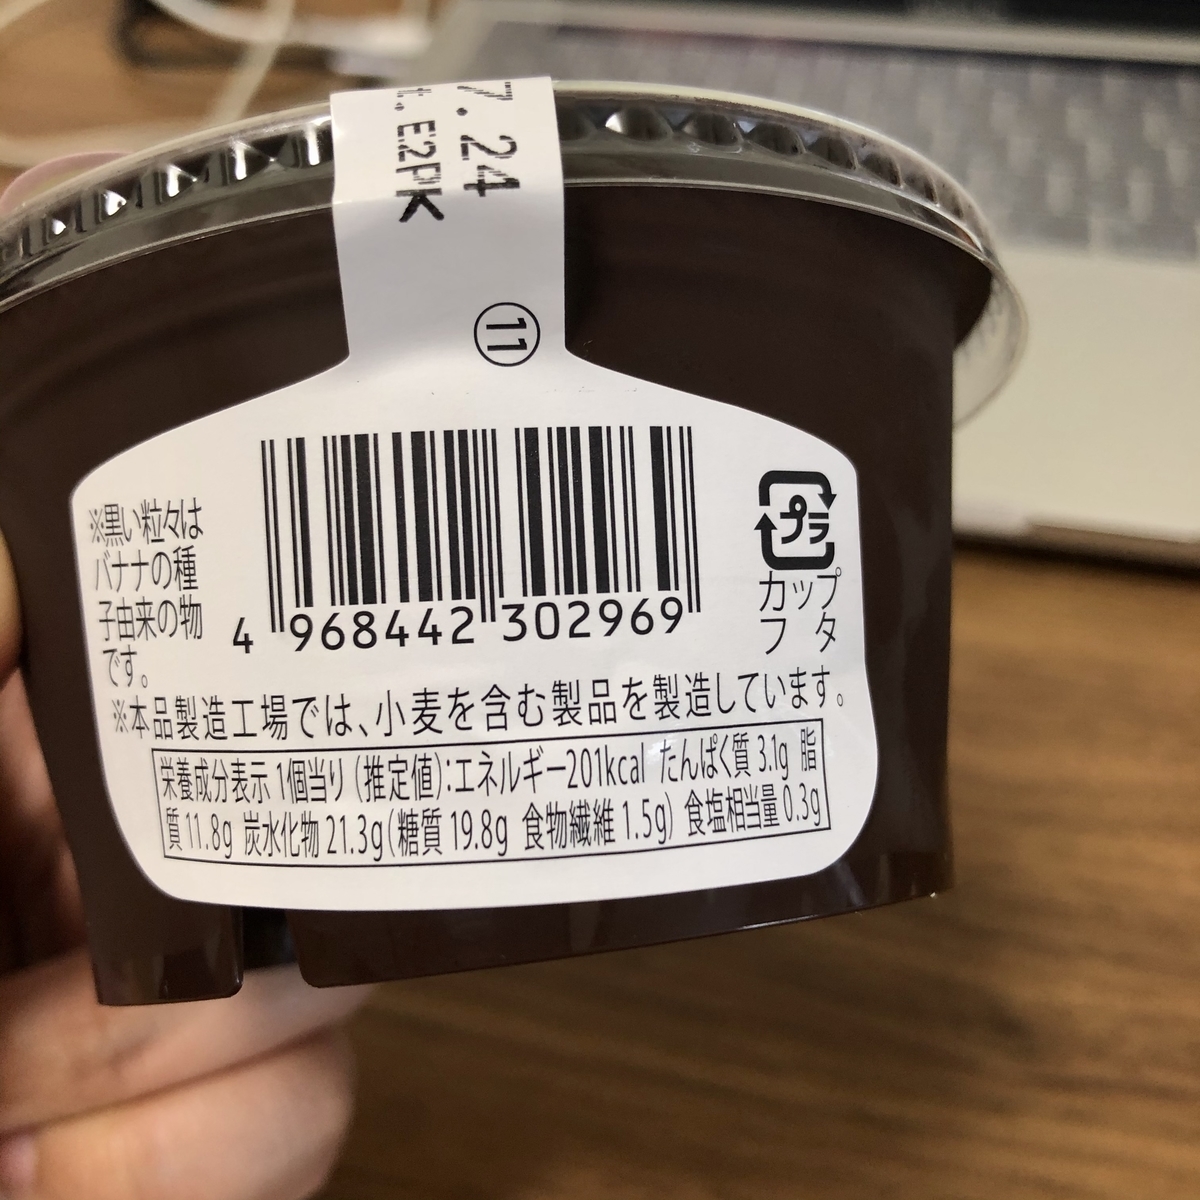 7.24
E2PK
⑪
※黒い粒々は
バナナの種
子由来の物
です。
4 968442 302969
プラ
カップ
フタ
※本品製造工場では、小麦を含む製品を製造しています。
栄養成分表示 1個当り (推定値):エネルギー201kcal たんぱく質 3.1g 脂
質 11.8g 炭水化物 21.3g(糖質 19.8g 食物繊維 1.5g) 食塩相当量 0.3g